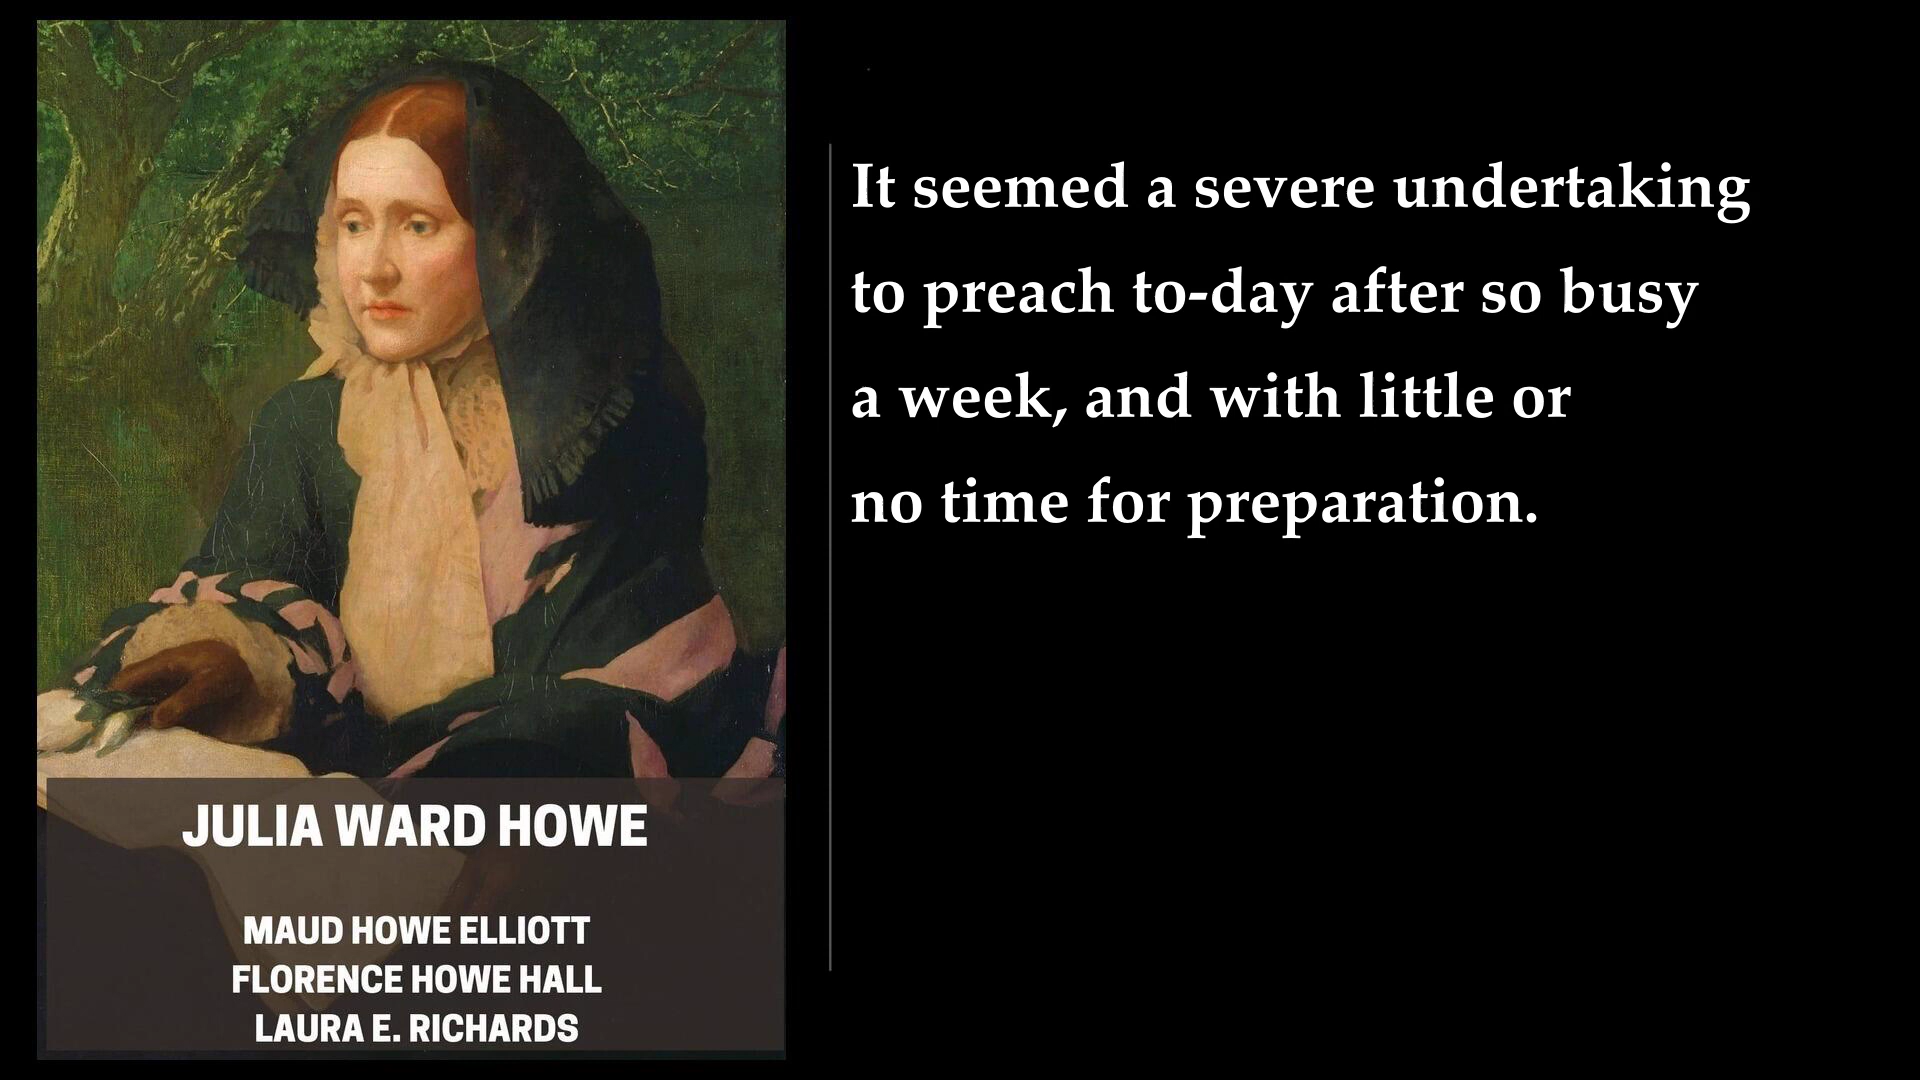 JULIA WARD HOWE
MAUD HOWE ELLIOTT
FLORENCE HOWE HALL
LAURA E. RICHARDS
It seemed a severe undertaking
to preach to-day after so busy
a week, and with little or
no time for preparation.